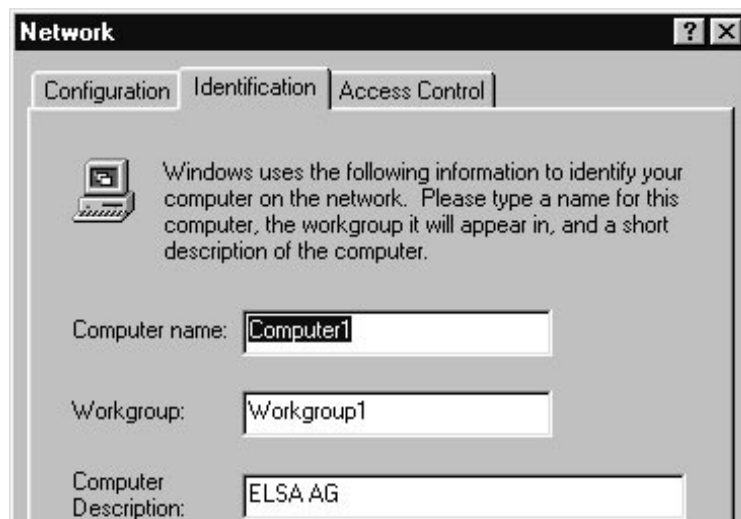 Network
Configuration Identification Access Control
Windows uses the following information to identify your
computer on the network. Please type a name for this
computer, the workgroup it will appear in, and a short
description of the computer.
Computer name: Computer1
Workgroup: Workgroup1
Computer
Description: ELSA AG